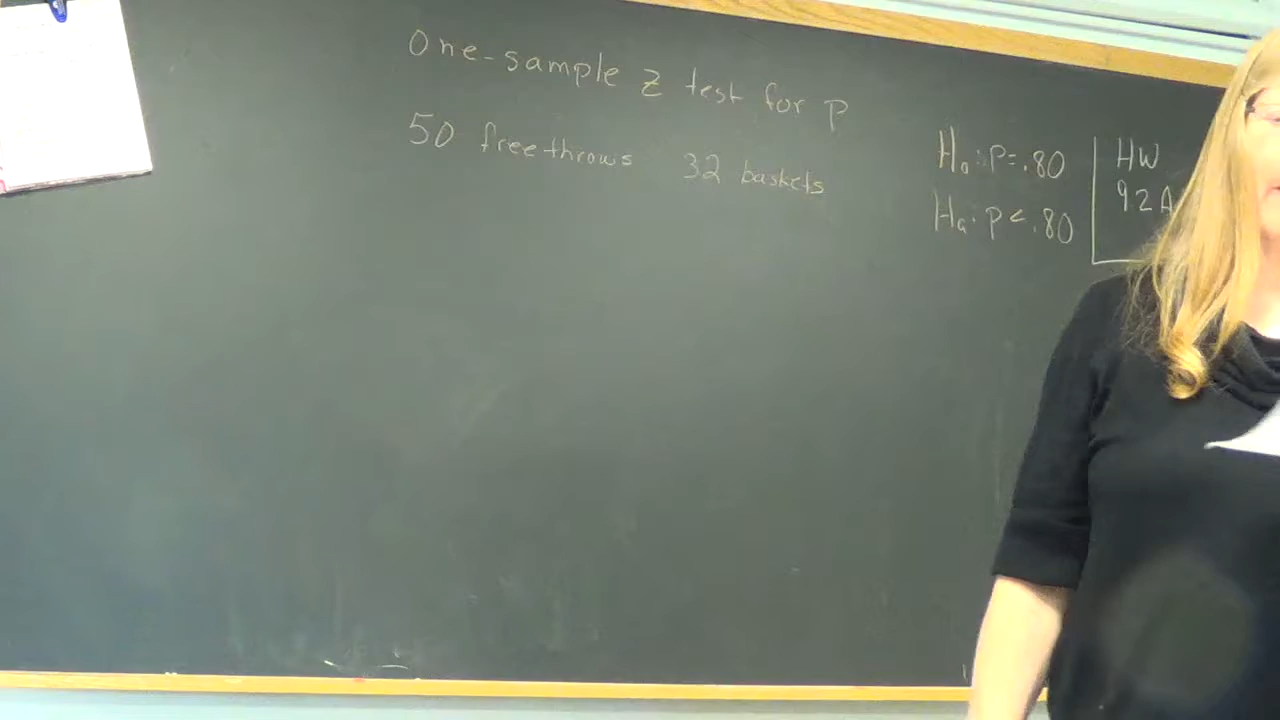 One-sample z test for p
50 free throws 32 baskets
H₀: p=.80
Hₐ: p < .80
HW
92A